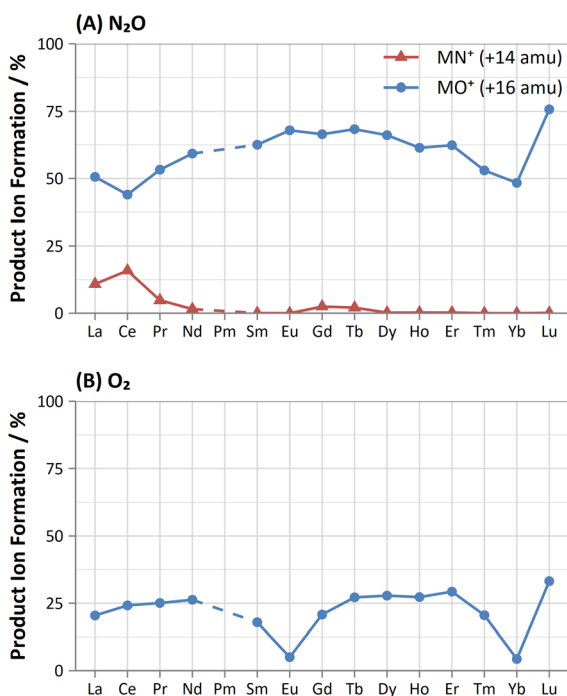 (A) N₂O
Product Ion Formation / %
100
75
50
25
0
MN⁺ (+14 amu)
MO⁺ (+16 amu)
La Ce Pr Nd Pm Sm Eu Gd Tb Dy Ho Er Tm Yb Lu
(B) O₂
Product Ion Formation / %
100
75
50
25
0
La Ce Pr Nd Pm Sm Eu Gd Tb Dy Ho Er Tm Yb Lu